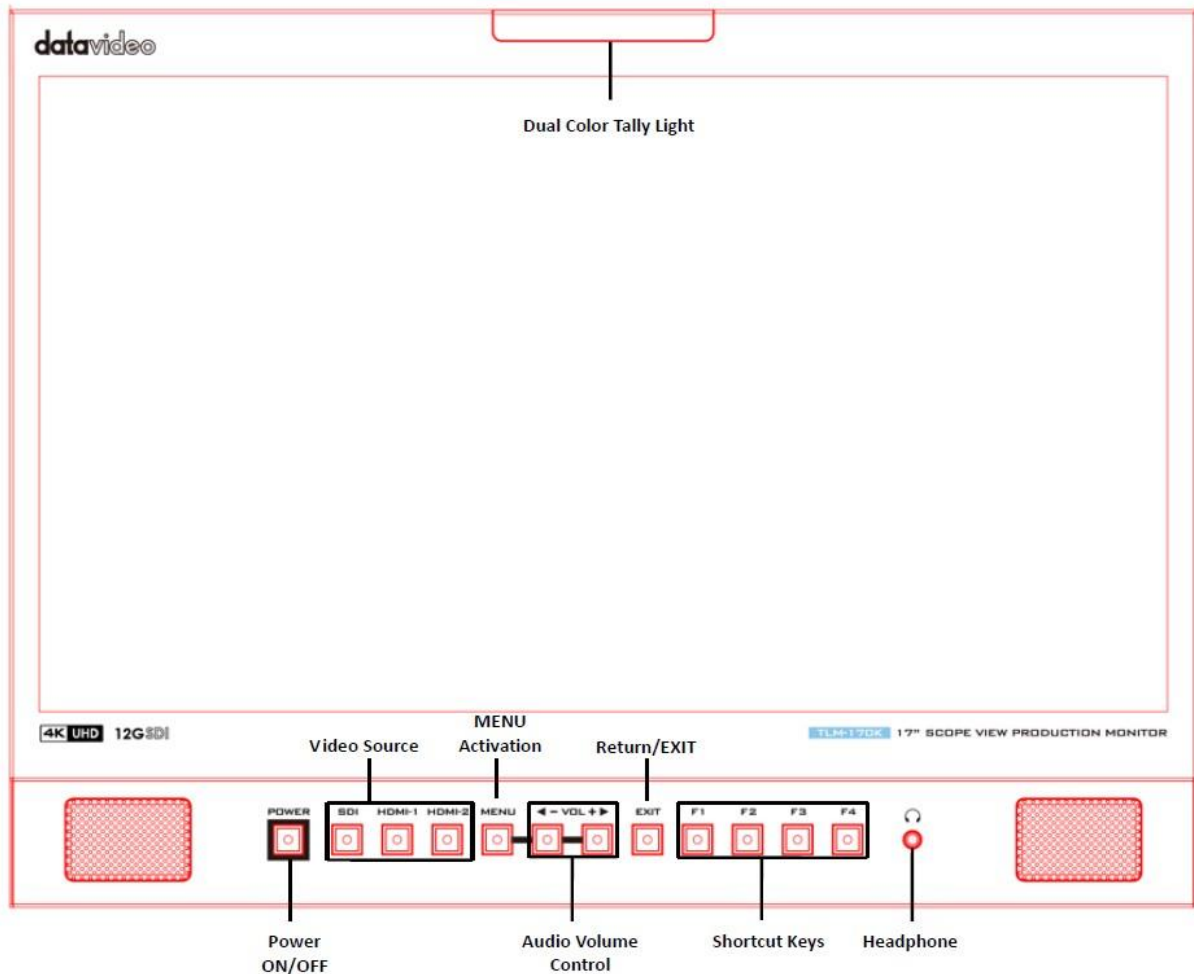 datavideo
Dual Color Tally Light
4K UHD 12GSDI
TLM-170K 17" SCOPE VIEW PRODUCTION MONITOR
Video Source
MENU
Activation
Return/EXIT
POWER
SDI
HDMI-1
HDMI-2
MENU
◀ - VOL + ▶
EXIT
F1
F2
F3
F4
Power
ON/OFF
Audio Volume
Control
Shortcut Keys
Headphone